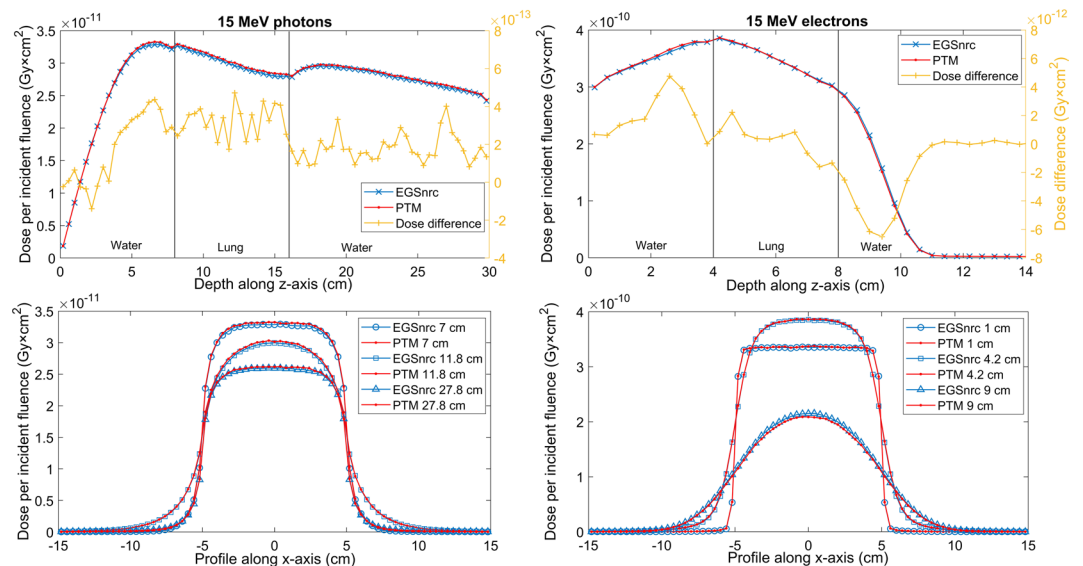 15 MeV photons
×10⁻¹¹
×10⁻¹³
Dose per incident fluence (Gy×cm²)
3.5
3
2.5
2
1.5
1
0.5
0
8
6
4
2
0
-2
-4
EGSnrc
PTM
Dose difference
Water
Lung
Water
0
5
10
15
20
25
30
Depth along z-axis (cm)
15 MeV electrons
×10⁻¹⁰
×10⁻¹²
Dose per incident fluence (Gy×cm²)
4
3
2
1
0
8
6
4
2
0
-2
-4
-6
-8
Dose difference (Gy×cm²)
EGSnrc
PTM
Dose difference
Water
Lung
Water
0
2
4
6
8
10
12
14
Depth along z-axis (cm)
×10⁻¹¹
Dose per incident fluence (Gy×cm²)
3.5
3
2.5
2
1.5
1
0.5
0
EGSnrc 7 cm
PTM 7 cm
EGSnrc 11.8 cm
PTM 11.8 cm
EGSnrc 27.8 cm
PTM 27.8 cm
-15
-10
-5
0
5
10
15
Profile along x-axis (cm)
×10⁻¹⁰
Dose per incident fluence (Gy×cm²)
4
3
2
1
0
EGSnrc 1 cm
PTM 1 cm
EGSnrc 4.2 cm
PTM 4.2 cm
EGSnrc 9 cm
PTM 9 cm
-15
-10
-5
0
5
10
15
Profile along x-axis (cm)